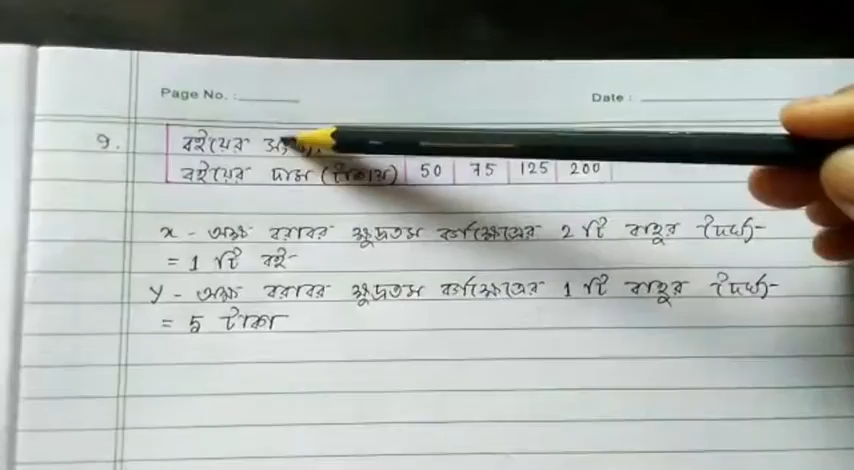 Page No. :
Date :
9.
বইয়ের
বইয়ের দাম (টাকায়) 50 75 125 200
x - অক্ষ বরাবর ক্ষুদ্রতম বর্গক্ষেত্রের 2 টি বাহুর দৈর্ঘ্য
= 1 টি বই
y - অক্ষ বরাবর ক্ষুদ্রতম বর্গক্ষেত্রের 1 টি বাহুর দৈর্ঘ্য
= 5 টাকা